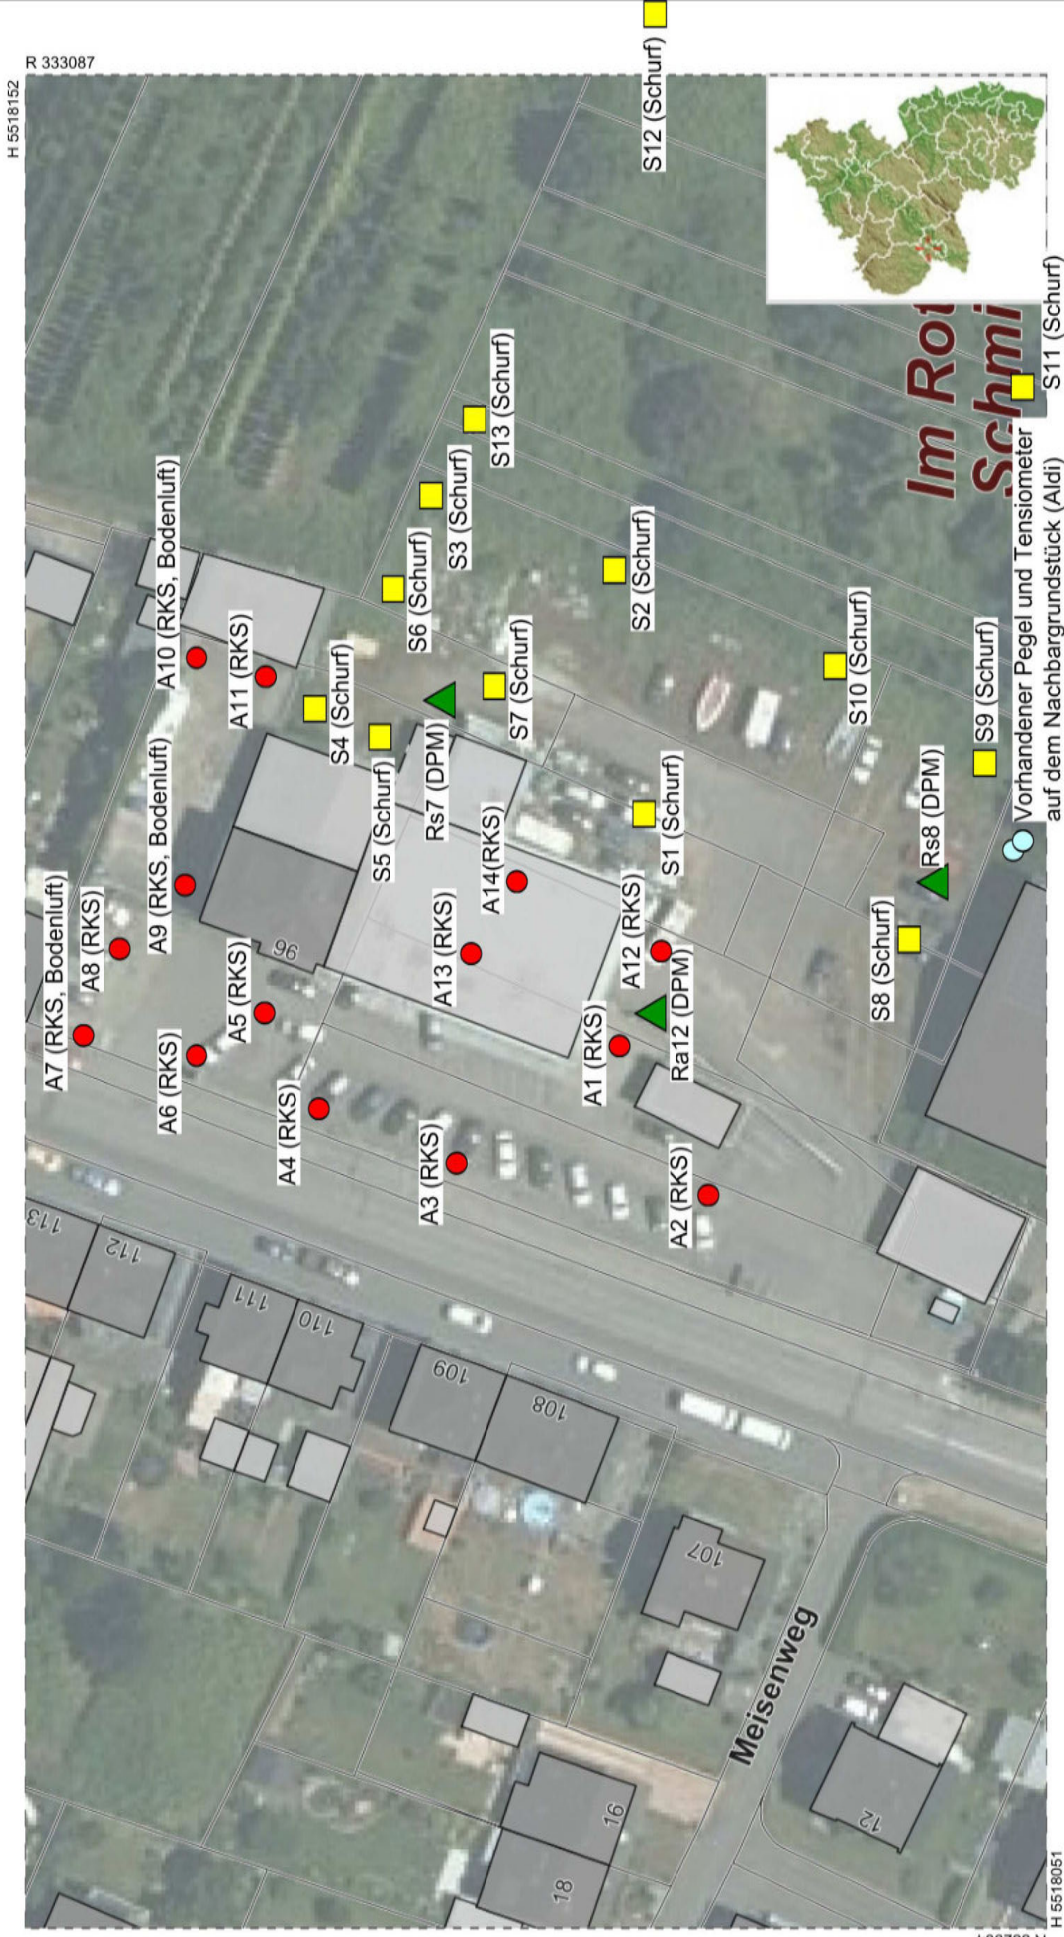 R 333087
H 5518152
S12 (Schurf)
S13 (Schurf)
S3 (Schurf)
S6 (Schurf)
S2 (Schurf)
S11 (Schurf)
Im Rot
Schmi
A10 (RKS, Bodenluft)
A11 (RKS)
S4 (Schurf)
S5 (Schurf)
Rs7 (DPM)
S7 (Schurf)
S10 (Schurf)
S9 (Schurf)
Vorhandener Pegel und Tensiometer
auf dem Nachbargrundstück (Aldi)
S1 (Schurf)
Rs8 (DPM)
S8 (Schurf)
A9 (RKS, Bodenluft)
A8 (RKS)
A7 (RKS, Bodenluft)
A14(RKS)
A13 (RKS)
A12 (RKS)
Ra12 (DPM)
96
A5 (RKS)
A6 (RKS)
A4 (RKS)
A1 (RKS)
A3 (RKS)
A2 (RKS)
113
112
111
110
109
108
107
Meisenweg
16
18
12
H 5518051